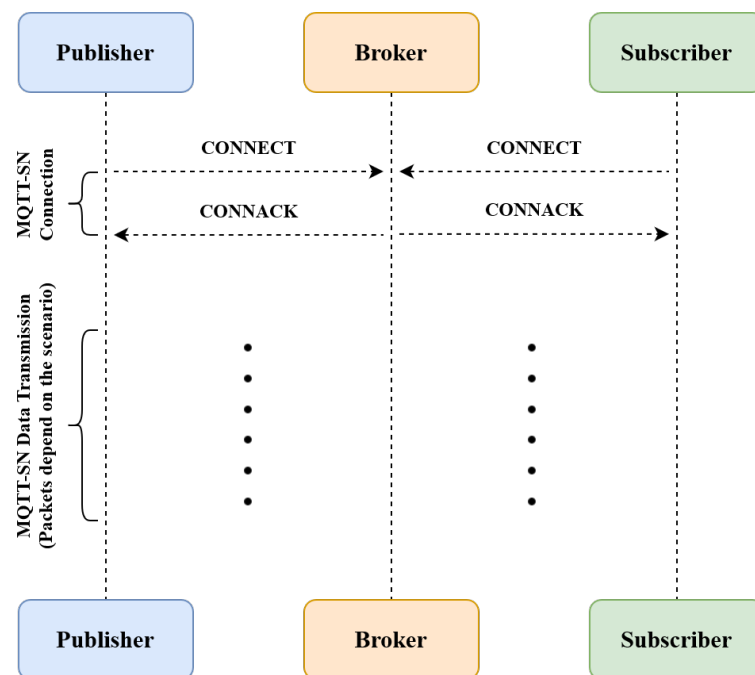 Publisher
Broker
Subscriber
CONNECT
CONNECT
MQTT-SN
Connection
CONNACK
CONNACK
MQTT-SN Data Transmission
(Packets depend on the scenario)
Publisher
Broker
Subscriber